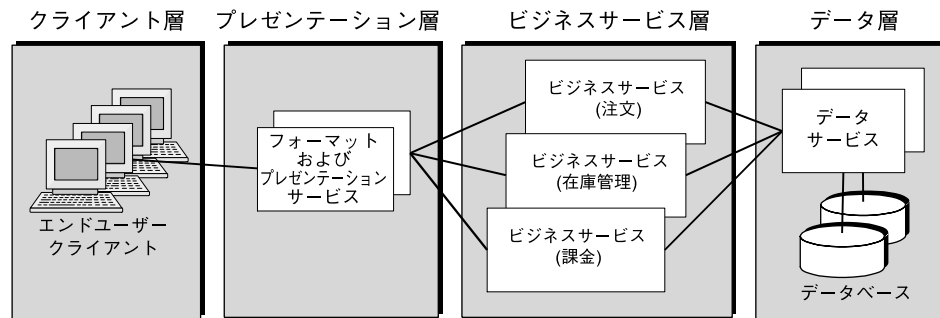 クライアント層
プレゼンテーション層
ビジネスサービス層
データ層
エンドユーザー
クライアント
フォーマット
および
プレゼンテーション
サービス
ビジネスサービス
(注文)
ビジネスサービス
(在庫管理)
ビジネスサービス
(課金)
データ
サービス
データベース